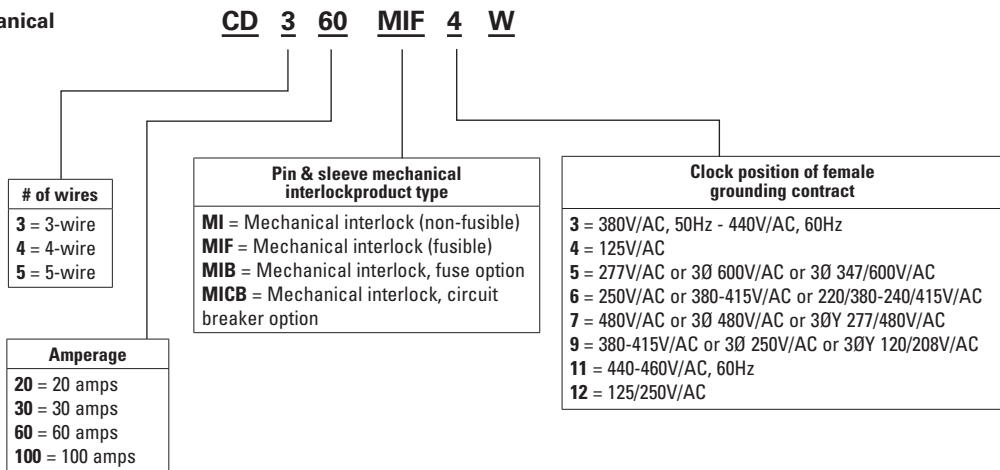 CD 3 60 MIF 4 W
# of wires
3 = 3-wire
4 = 4-wire
5 = 5-wire
Amperage
20 = 20 amps
30 = 30 amps
60 = 60 amps
100 = 100 amps
Pin & sleeve mechanical
interlockproduct type
MI = Mechanical interlock (non-fusible)
MIF = Mechanical interlock (fusible)
MIB = Mechanical interlock, fuse option
MICB = Mechanical interlock, circuit
breaker option
Clock position of female
grounding contract
3 = 380V/AC, 50Hz - 440V/AC, 60Hz
4 = 125V/AC
5 = 277V/AC or 3Ø 600V/AC or 3Ø 347/600V/AC
6 = 250V/AC or 380-415V/AC or 220/380-240/415V/AC
7 = 480V/AC or 3Ø 480V/AC or 3ØY 277/480V/AC
9 = 380-415V/AC or 3Ø 250V/AC or 3ØY 120/208V/AC
11 = 440-460V/AC, 60Hz
12 = 125/250V/AC